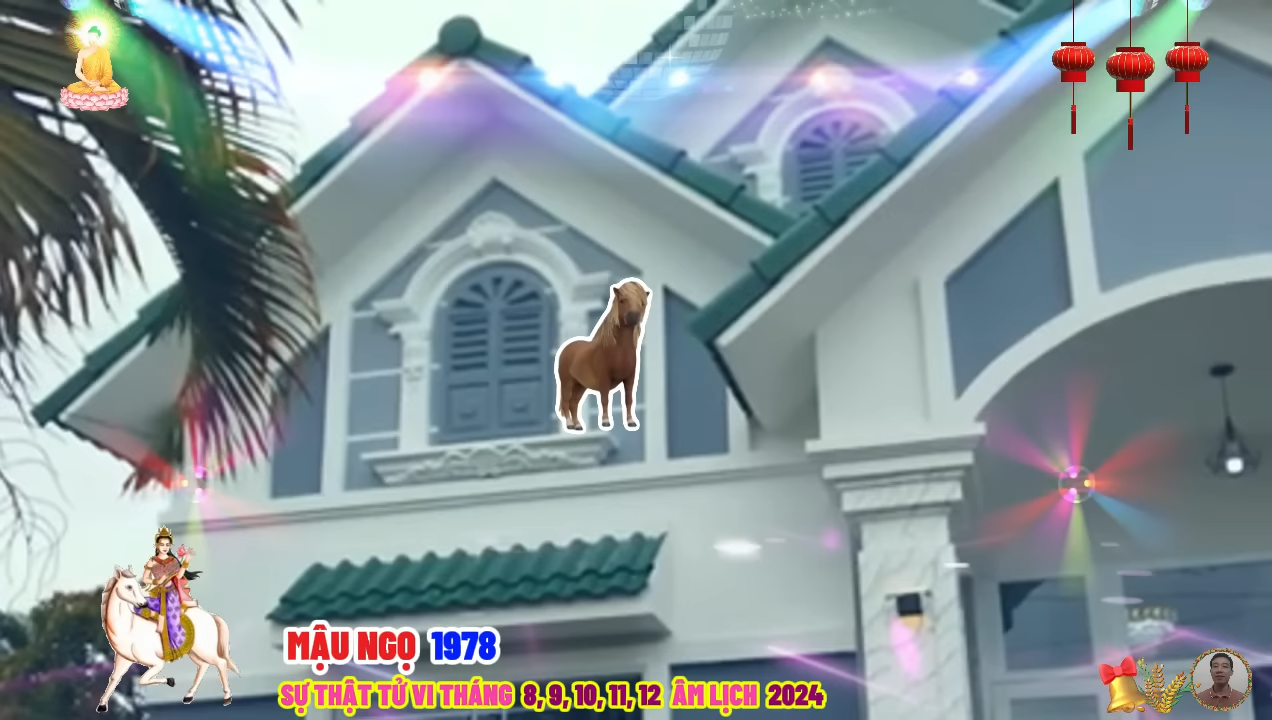 MẬU NGỌ 1978
SỰ THẬT TỬ VI THÁNG 8, 9, 10, 11, 12 ÂM LỊCH 2024